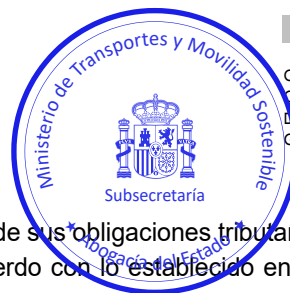 Ministerio de Transportes y Movilidad Sostenible
Subsecretaría
Abogacía del Estado
de sus obligaciones tributar
erdo con lo establecido en